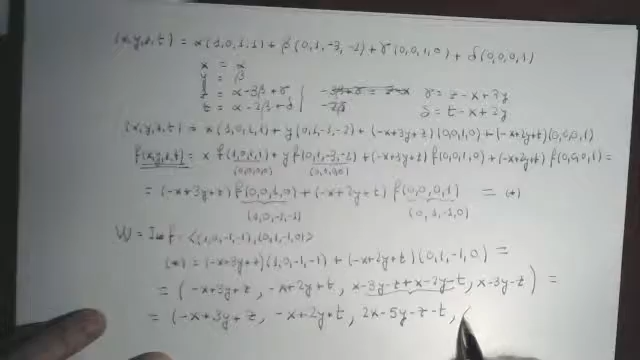 (x,y,z,t) = α(1,0,1,1) + β(0,1,-3,-2) + γ(0,0,1,0) + δ(0,0,0,1)
x = α
y = β
z = α-3β+γ | γ = z-x+3y
t = α-2β+δ | δ = t-x+2y
(x,y,z,t) = x(1,0,1,1) + y(0,1,-3,-2) + (-x+3y+z)(0,0,1,0) + (-x+2y+t)(0,0,0,1)
f(x,y,z,t) = x f(1,0,1,1) + y f(0,1,-3,-2) + (-x+3y+z) f(0,0,1,0) + (-x+2y+t) f(0,0,0,1) =
(0,0,0,0) (0,0,0,0)
= (-x+3y+z) f(0,0,1,0) + (-x+2y+t) f(0,0,0,1) = (*)
(1,0,-1,-1) (0,1,-1,0)
W = Im f = <(1,0,-1,-1),(0,1,-1,0)>
(*) = (-x+3y+z)(1,0,-1,-1) + (-x+2y+t)(0,1,-1,0) =
= (-x+3y+z, -x+2y+t, x-3y-z+x-2y-t, x-3y-z) =
= (-x+3y+z, -x+2y+t, 2x-5y-z-t,